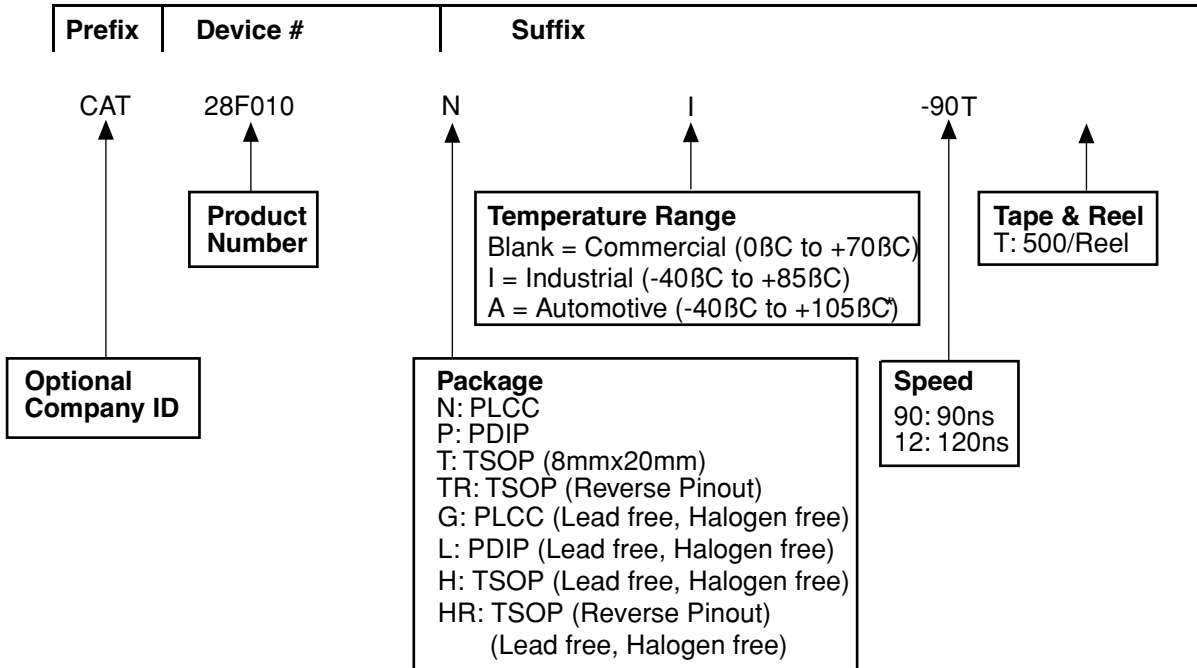 Prefix Device # Suffix
CAT 28F010 N I -90T
Product
Number
Temperature Range
Blank = Commercial (0ßC to +70ßC)
I = Industrial (-40ßC to +85ßC)
A = Automotive (-40ßC to +105ßC*)
Tape & Reel
T: 500/Reel
Optional
Company ID
Package
N: PLCC
P: PDIP
T: TSOP (8mmx20mm)
TR: TSOP (Reverse Pinout)
G: PLCC (Lead free, Halogen free)
L: PDIP (Lead free, Halogen free)
H: TSOP (Lead free, Halogen free)
HR: TSOP (Reverse Pinout)
(Lead free, Halogen free)
Speed
90: 90ns
12: 120ns